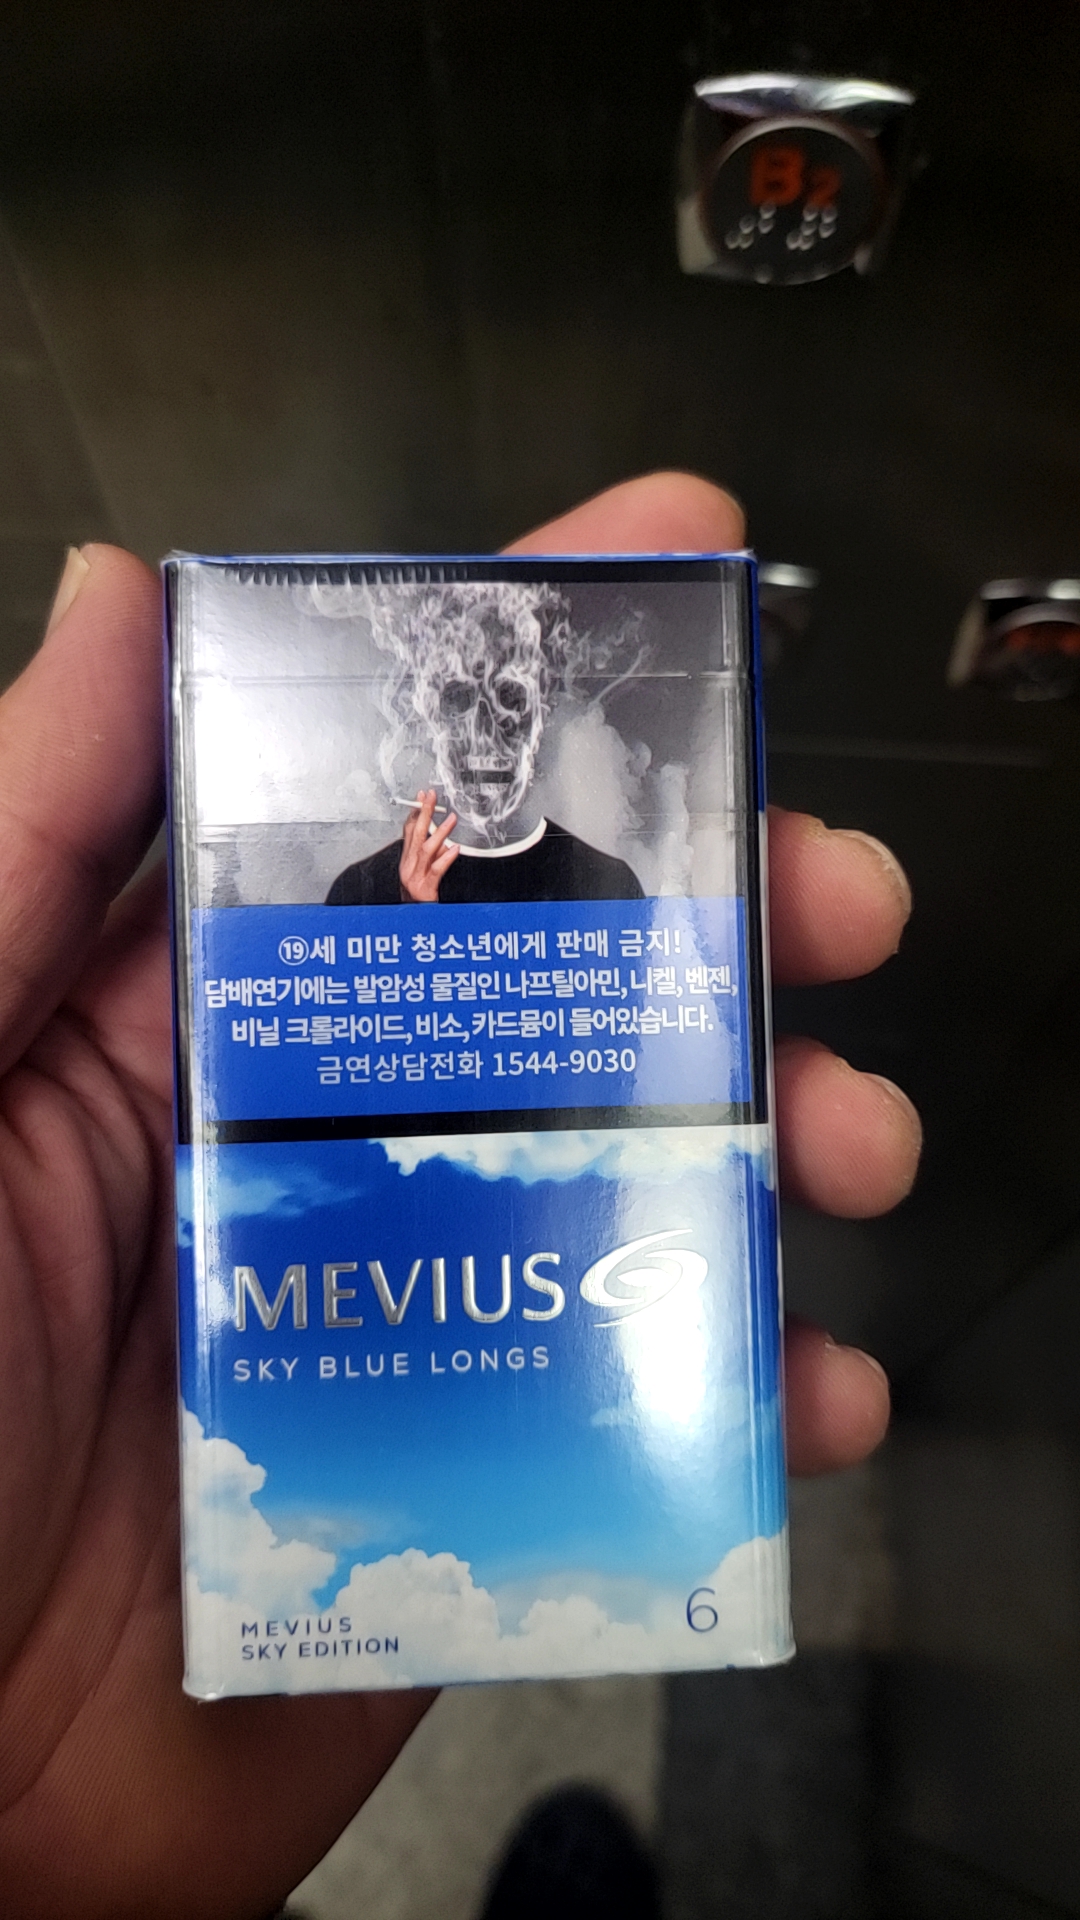 B2
⑲세 미만 청소년에게 판매 금지!
담배연기에는 발암성 물질인 나프틸아민, 니켈, 벤젠,
비닐 크롤라이드, 비소, 카드뮴이 들어있습니다.
금연상담전화 1544-9030
MEVIUS
SKY BLUE LONGS
MEVIUS
SKY EDITION
6